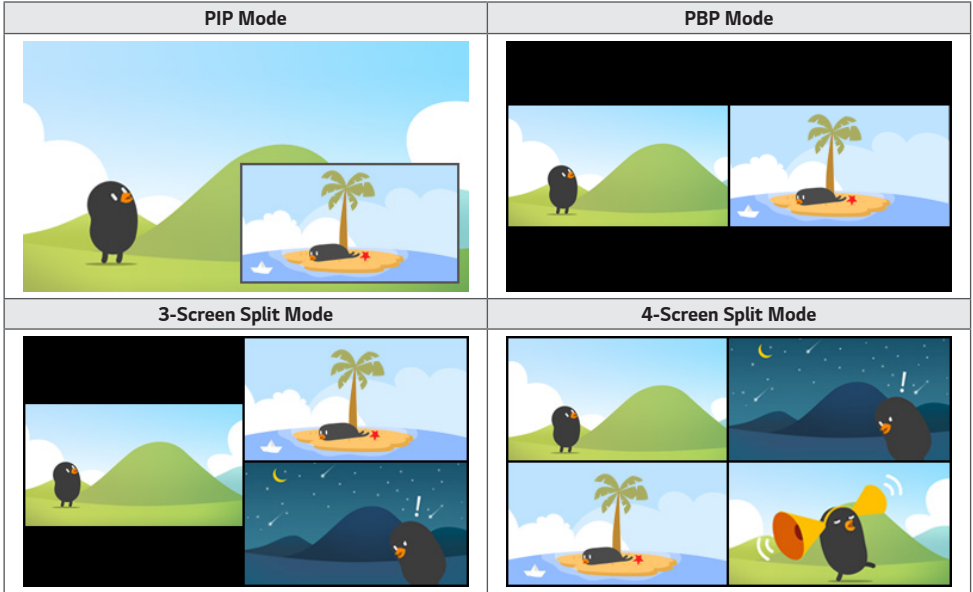 PIP Mode
PBP Mode
3-Screen Split Mode
4-Screen Split Mode